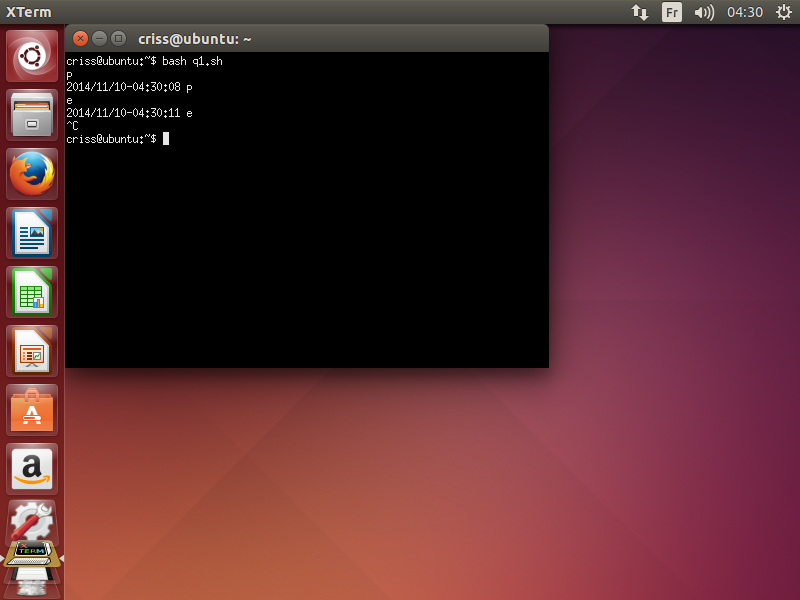 XTerm
Fr
04:30
criss@ubuntu: ~
criss@ubuntu:~$ bash q1.sh
p
2014/11/10-04:30:08 p
e
2014/11/10-04:30:11 e
^C
criss@ubuntu:~$
A
a
X
TERM